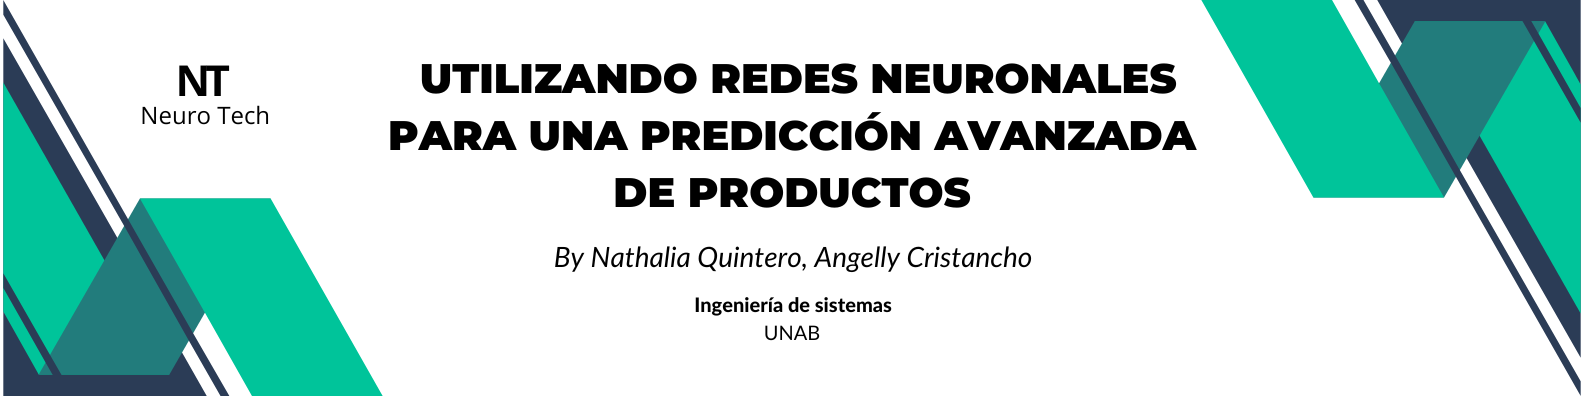 NT
Neuro Tech
UTILIZANDO REDES NEURONALES
PARA UNA PREDICCIÓN AVANZADA
DE PRODUCTOS
By Nathalia Quintero, Angelly Cristancho
Ingeniería de sistemas
UNAB